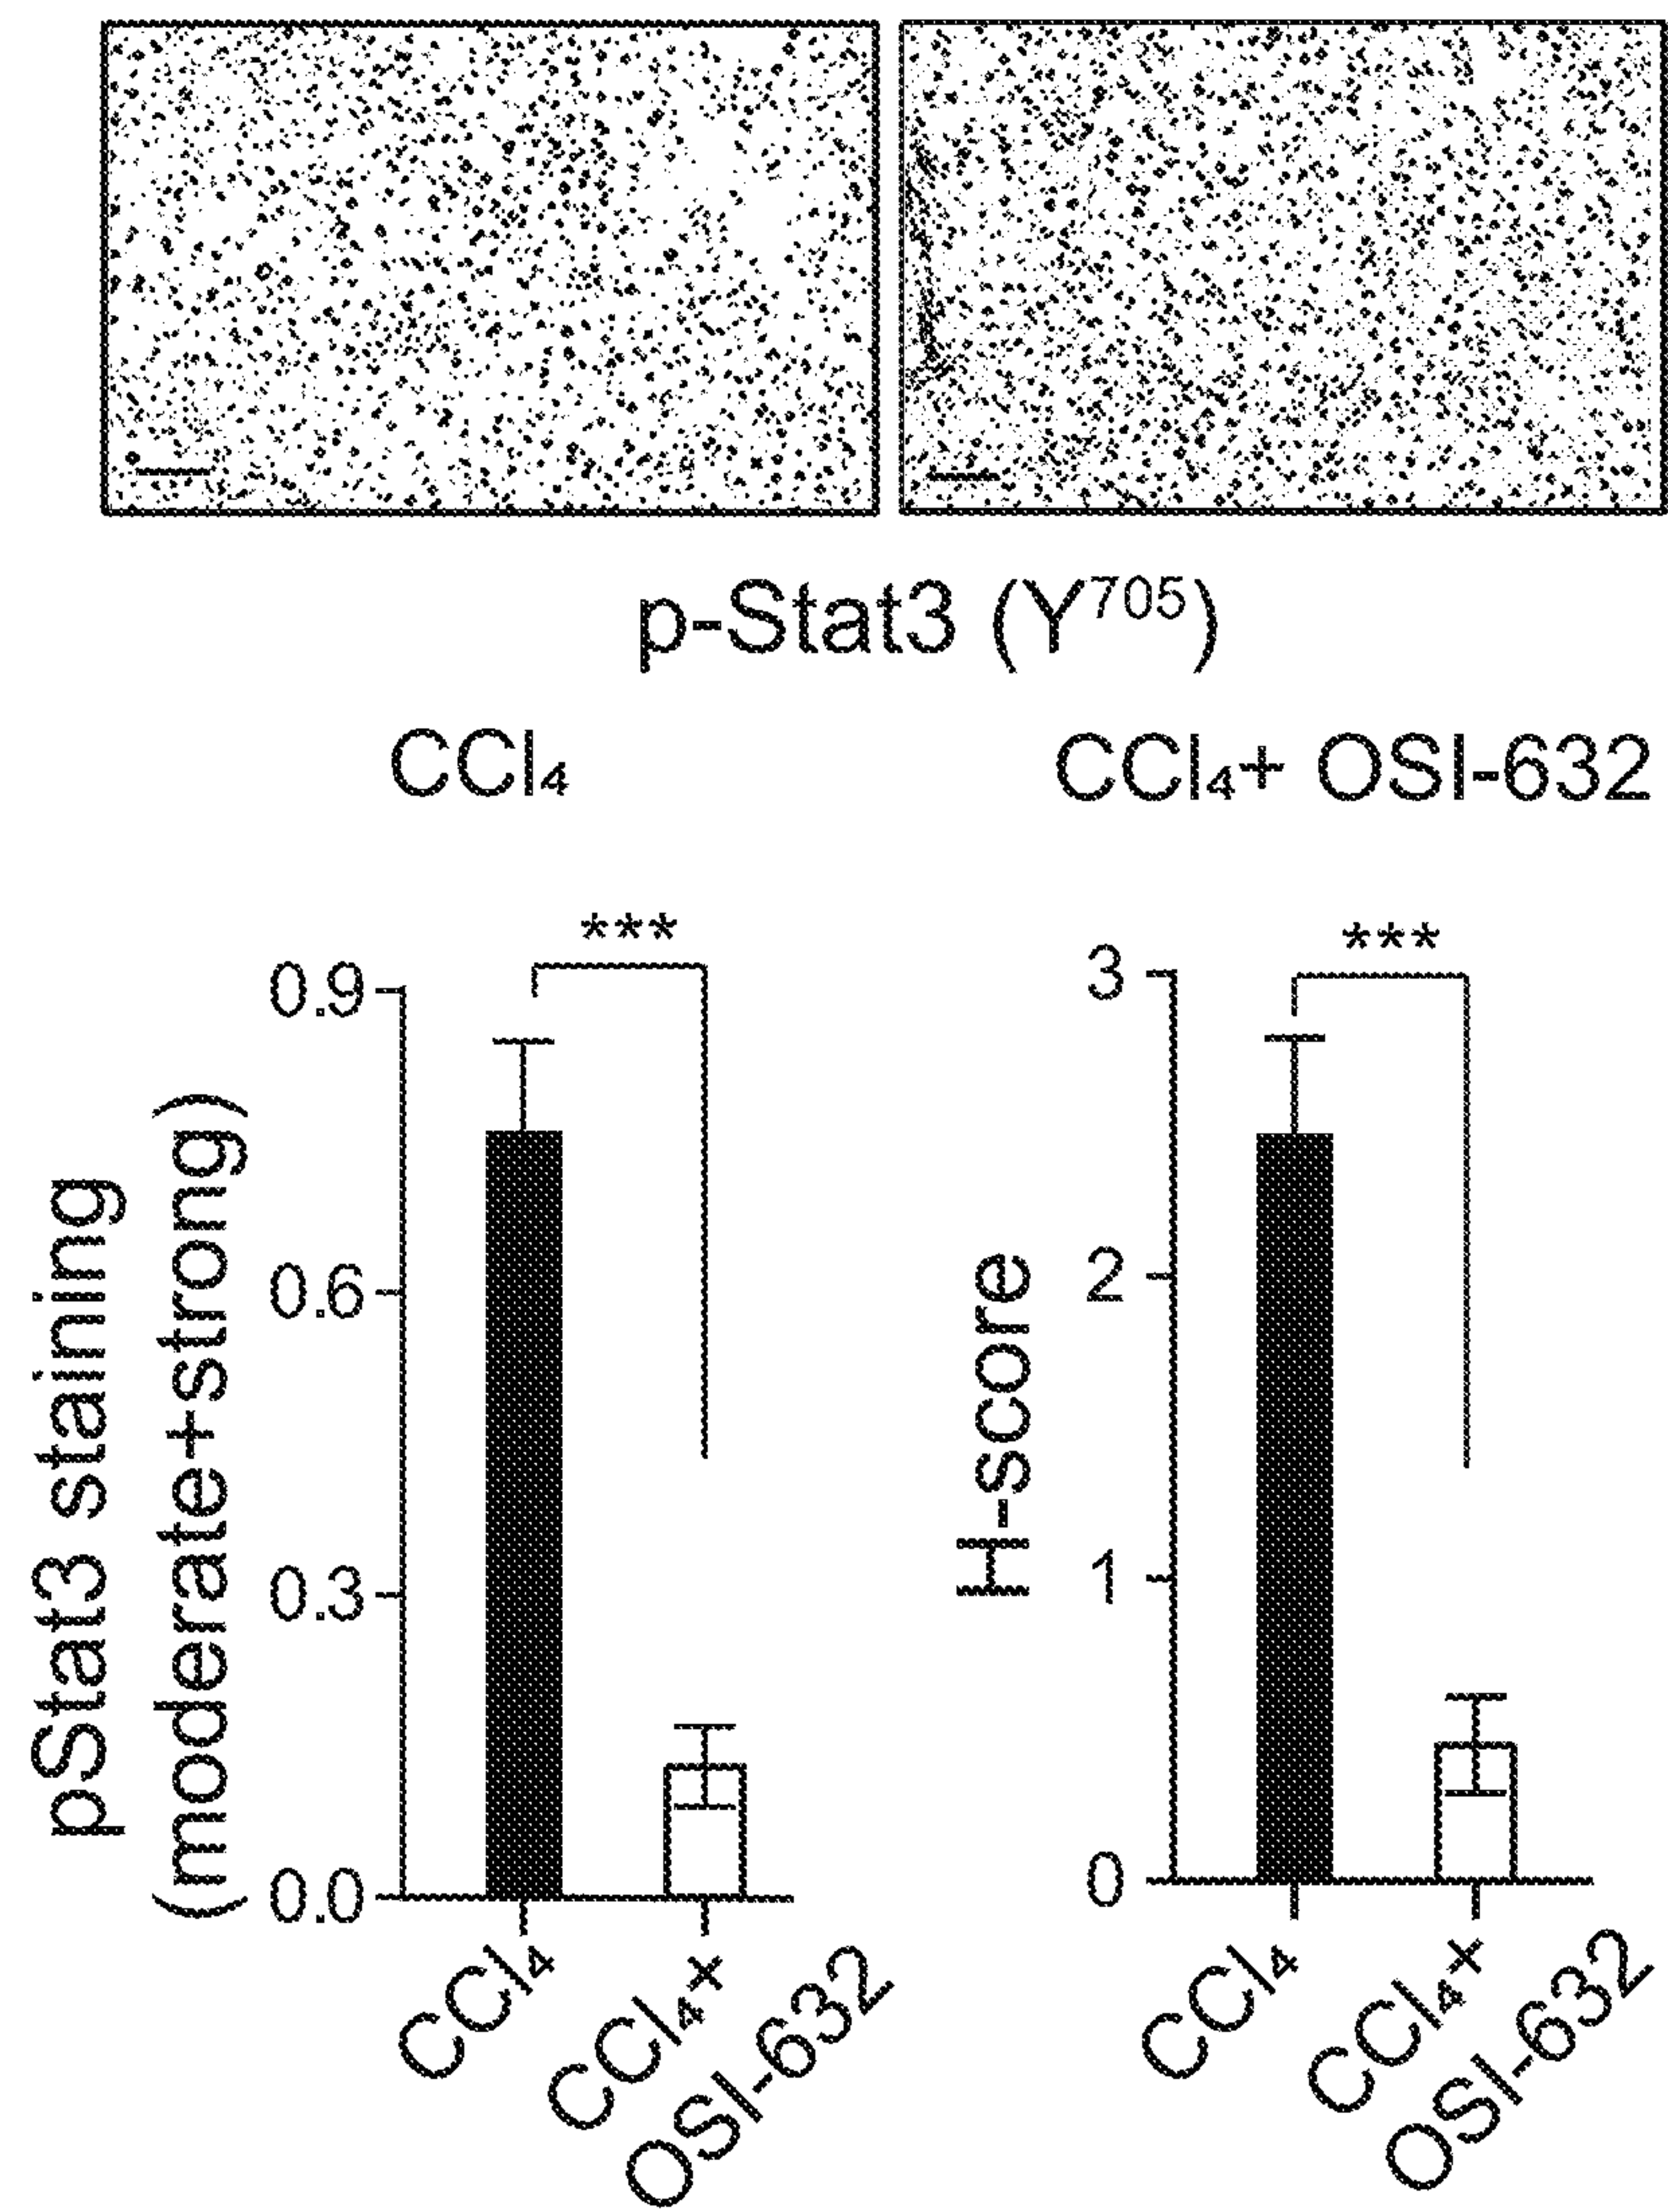 p-Stat3 (Y⁷⁰⁵)
CCl₄
CCl₄+ OSI-632
***
0.9
0.6
0.3
0.0
pStat3 staining
(moderate+strong)
CCl₄
CCl₄+
OSI-632
***
3
2
1
0
H-score
CCl₄
CCl₄+
OSI-632